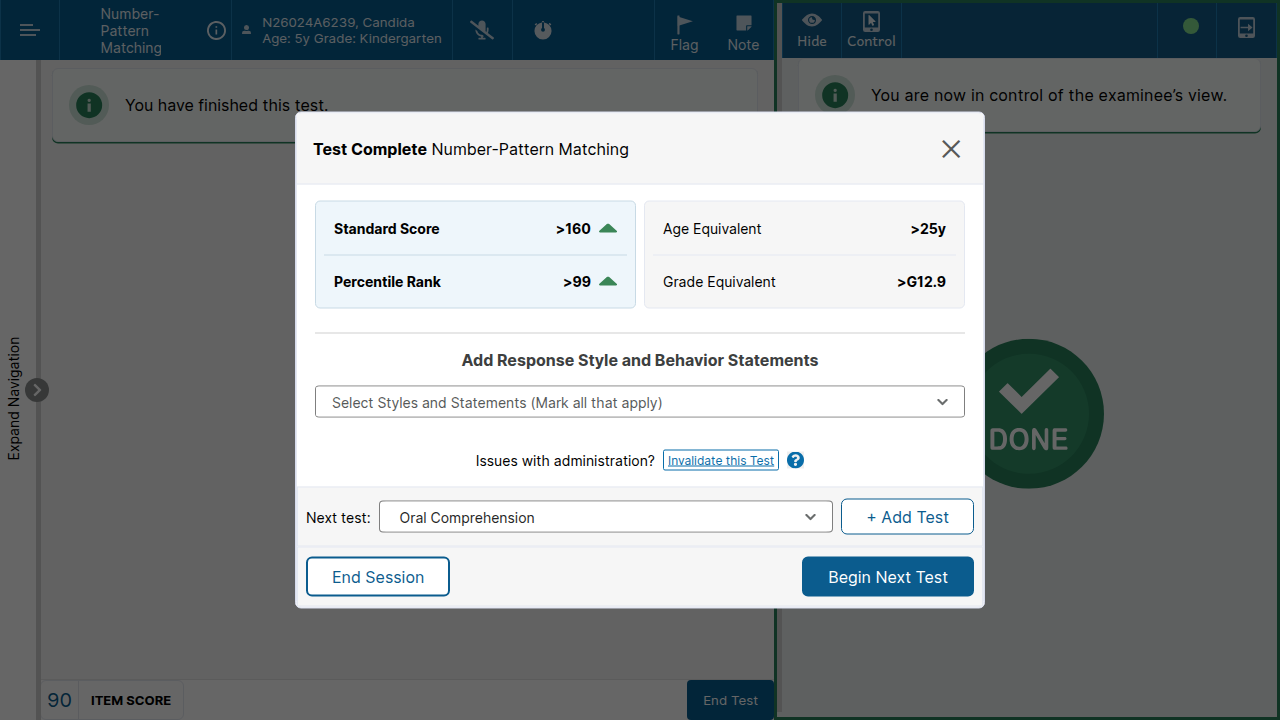 Number-
Pattern
Matching
N26024A6239, Candida
Age: 5y Grade: Kindergarten
Flag
Note
Hide
Control
You have finished this test.
You are now in control of the examinee’s view.
Test Complete Number-Pattern Matching
Standard Score >160
Percentile Rank >99
Age Equivalent >25y
Grade Equivalent >G12.9
Add Response Style and Behavior Statements
Select Styles and Statements (Mark all that apply)
Issues with administration? Invalidate this Test ?
Next test: Oral Comprehension + Add Test
End Session
Begin Next Test
Expand Navigation
DONE
90 ITEM SCORE
End Test